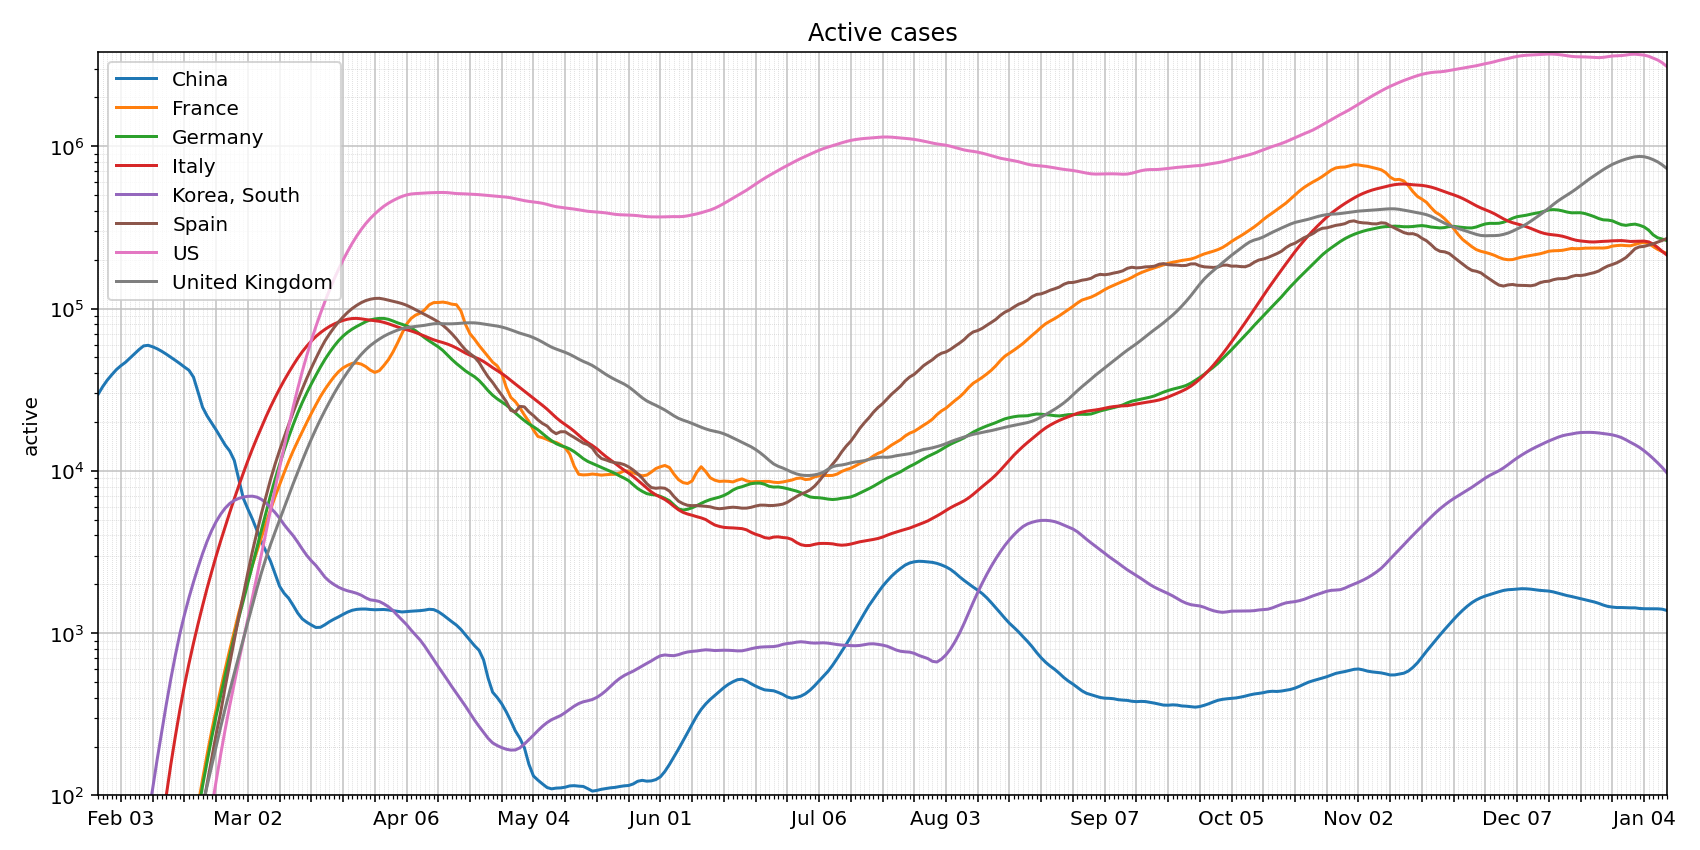 Active cases
China
France
Germany
Italy
Korea, South
Spain
US
United Kingdom
active
10^6
10^5
10^4
10^3
10^2
Feb 03 Mar 02 Apr 06 May 04 Jun 01 Jul 06 Aug 03 Sep 07 Oct 05 Nov 02 Dec 07 Jan 04